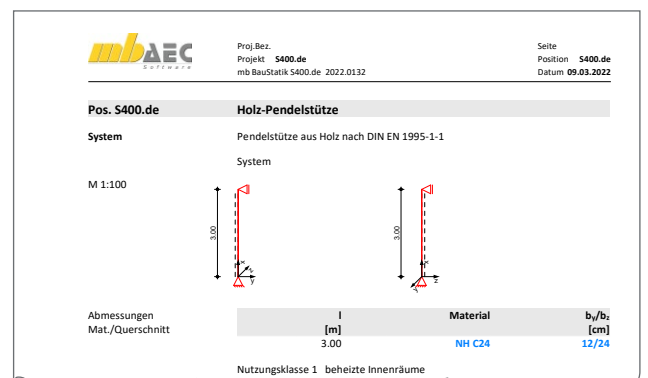 mbAEC
Software
Proj.Bez.
Seite
Projekt S400.de
Position S400.de
mb BauStatik S400.de 2022.0132
Datum 09.03.2022
Pos. S400.de Holz-Pendelstütze
System Pendelstütze aus Holz nach DIN EN 1995-1-1
System
M 1:100
3.00
x
z
y
3.00
x
y
z
Abmessungen l Material by/bz
Mat./Querschnitt [m] [cm]
3.00 NH C24 12/24
Nutzungsklasse 1 beheizte Innenräume